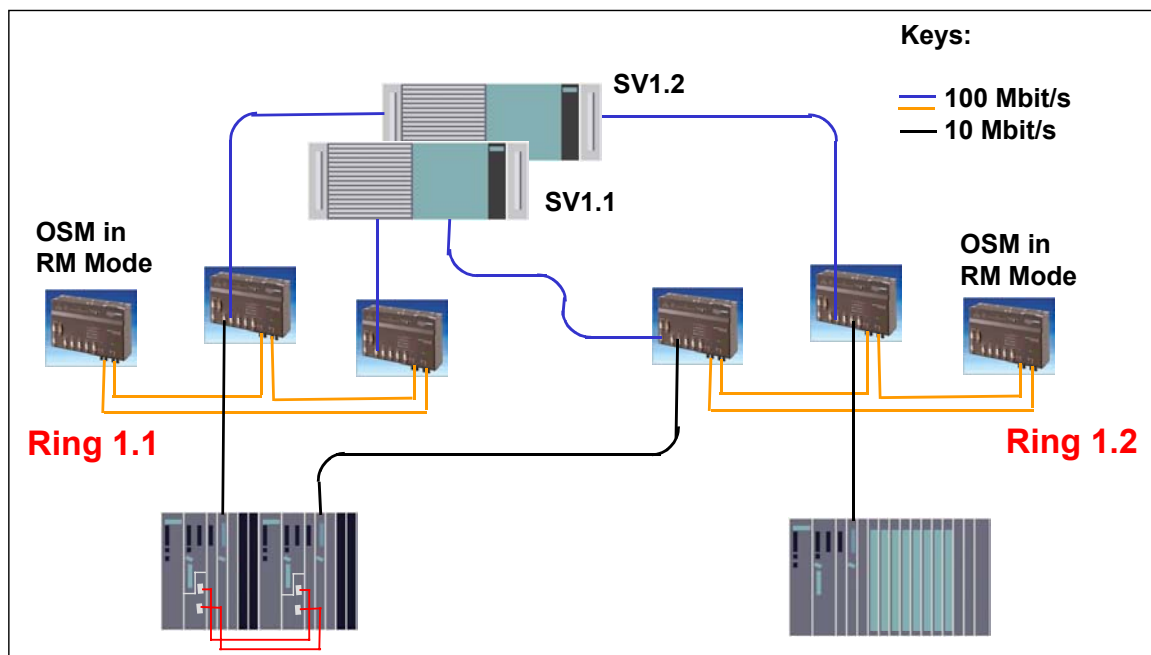 Keys:
100 Mbit/s
10 Mbit/s
SV1.2
SV1.1
OSM in
RM Mode
OSM in
RM Mode
Ring 1.1
Ring 1.2